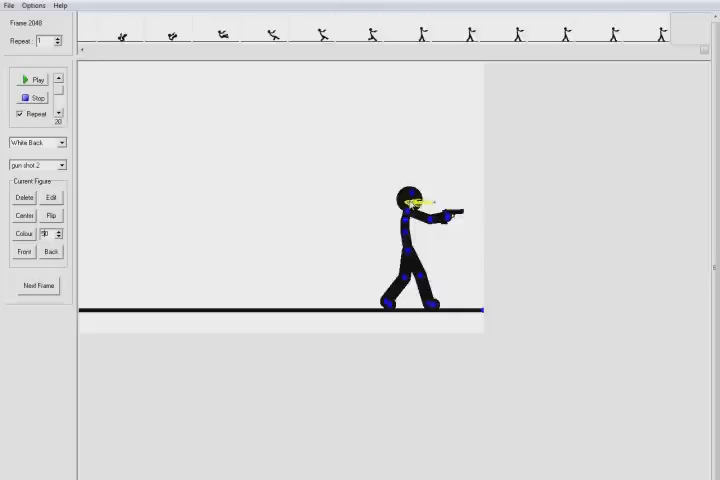 File Options Help
Frame 2048
Repeat: 1
Play
Stop
Repeat
20
White Back
gun shot.2
Current Figure
Delete Edit
Center Flip
Colour
Front Back
Next Frame